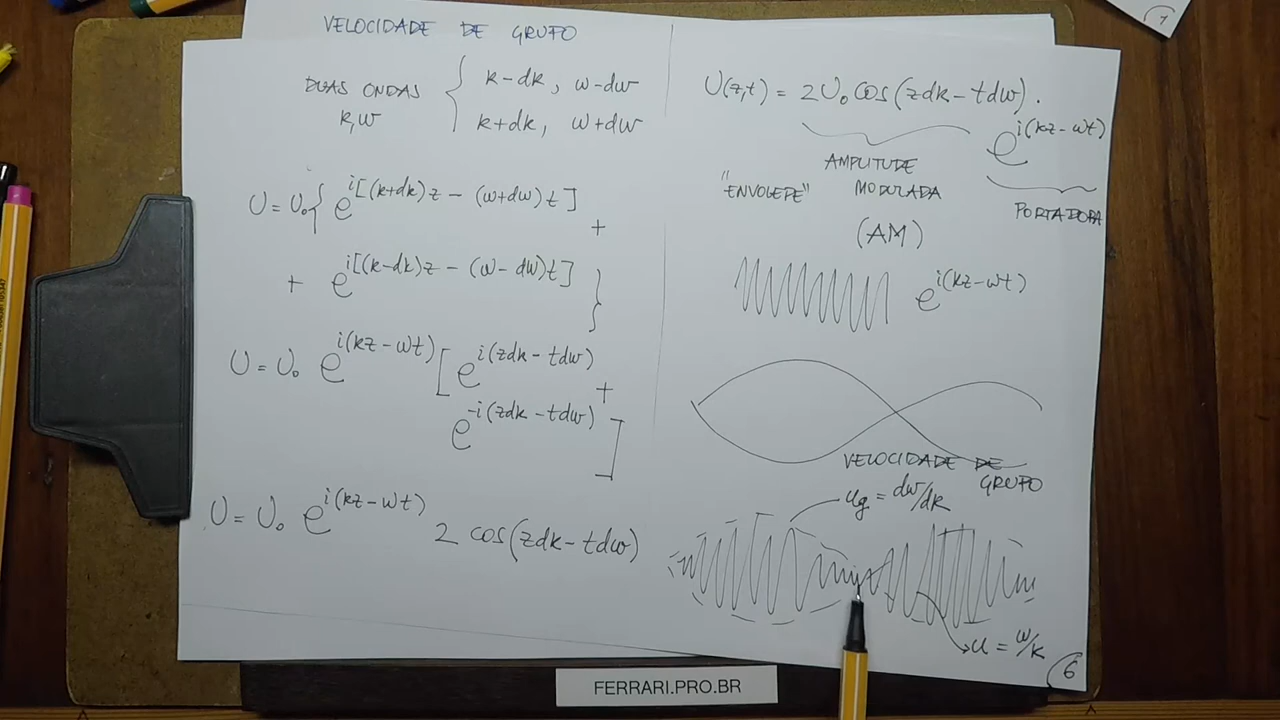 VELOCIDADE DE GRUPO
DUAS ONDAS
k,ω
{ k-dk, ω-dω
k+dk, ω+dω
U = U₀{ e^{i[(k+dk)z - (ω+dω)t]} +
+ e^{i[(k-dk)z - (ω-dω)t]} }
U = U₀ e^{i(kz-ωt)} [ e^{i(zdk-tdω)} +
e^{-i(zdk-tdω)} ]
U = U₀ e^{i(kz-ωt)} 2 cos(zdk-tdω)
U(z,t) = 2U₀ cos(zdk-tdω).
e^{i(kz-ωt)}
AMPLITUDE
MODULADA
"ENVOLEPE"
PORTADORA
(AM)
e^{i(kz-ωt)}
VELOCIDADE DE
GRUPO
u_g = dω/dk
u = ω/k
6
7
FERRARI.PRO.BR